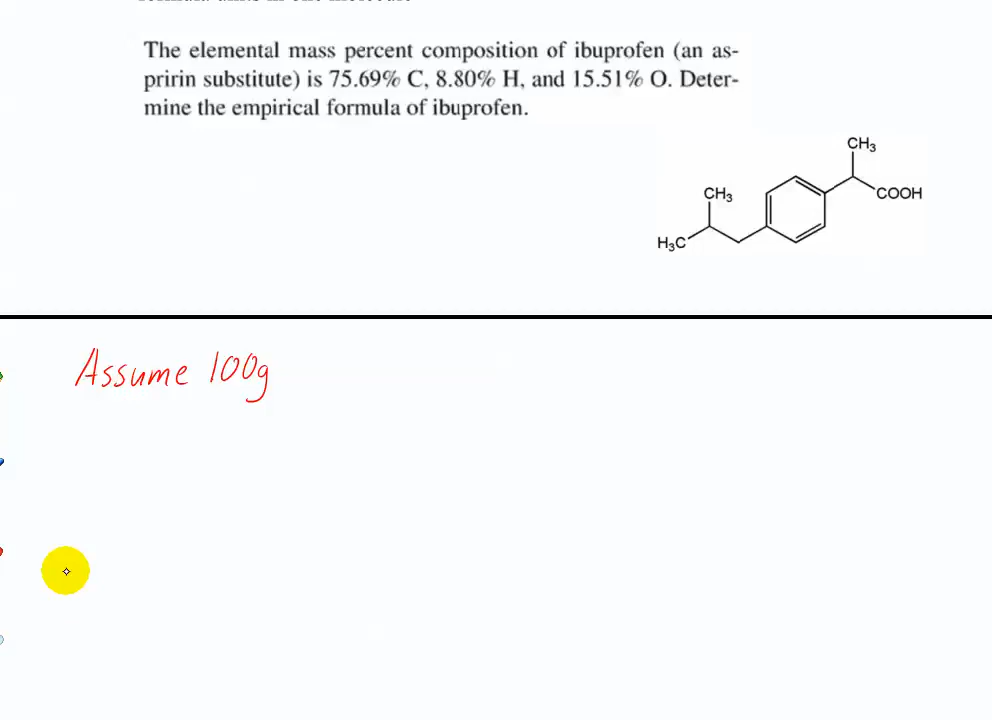 The elemental mass percent composition of ibuprofen (an as-
pririn substitute) is 75.69% C, 8.80% H, and 15.51% O. Deter-
mine the empirical formula of ibuprofen.
CH₃
CH₃
COOH
H₃C
Assume 100g